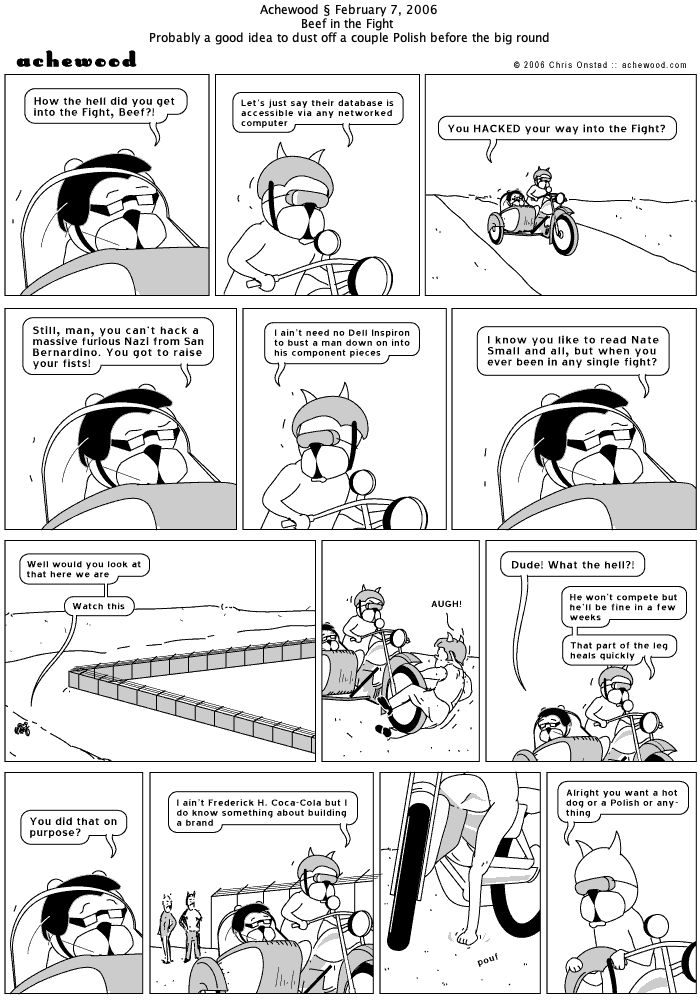 Achewood § February 7, 2006
Beef in the Fight
Probably a good idea to dust off a couple Polish before the big round
achewood
© 2006 Chris Onstad :: achewood.com
How the hell did you get
into the Fight, Beef?!
Let's just say their database is
accessible via any networked
computer
You HACKED your way into the Fight?
Still, man, you can't hack a
massive furious Nazi from San
Bernardino. You got to raise
your fists!
I ain't need no Dell Inspiron
to bust a man down on into
his component pieces
I know you like to read Nate
Small and all, but when you
ever been in any single fight?
Well would you look at
that here we are
Watch this
AUGH!
Dude! What the hell?!
He won't compete but
he'll be fine in a few
weeks
That part of the leg
heals quickly
You did that on
purpose?
I ain't Frederick H. Coca-Cola but I
do know something about building
a brand
pouf
Alright you want a hot
dog or a Polish or any-
thing